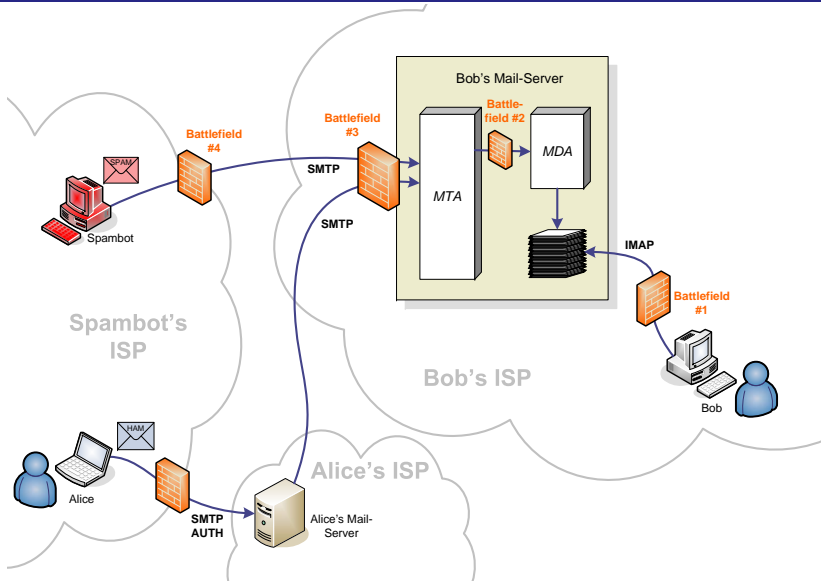 Bob's Mail-Server
Battle-
field #2
Battlefield
#3
Battlefield
#4
SPAM
SMTP
MTA
MDA
SMTP
Spambot
IMAP
Battlefield
#1
Spambot's
ISP
Bob's ISP
Bob
HAM
Alice's ISP
Alice
SMTP
AUTH
Alice's Mail-
Server